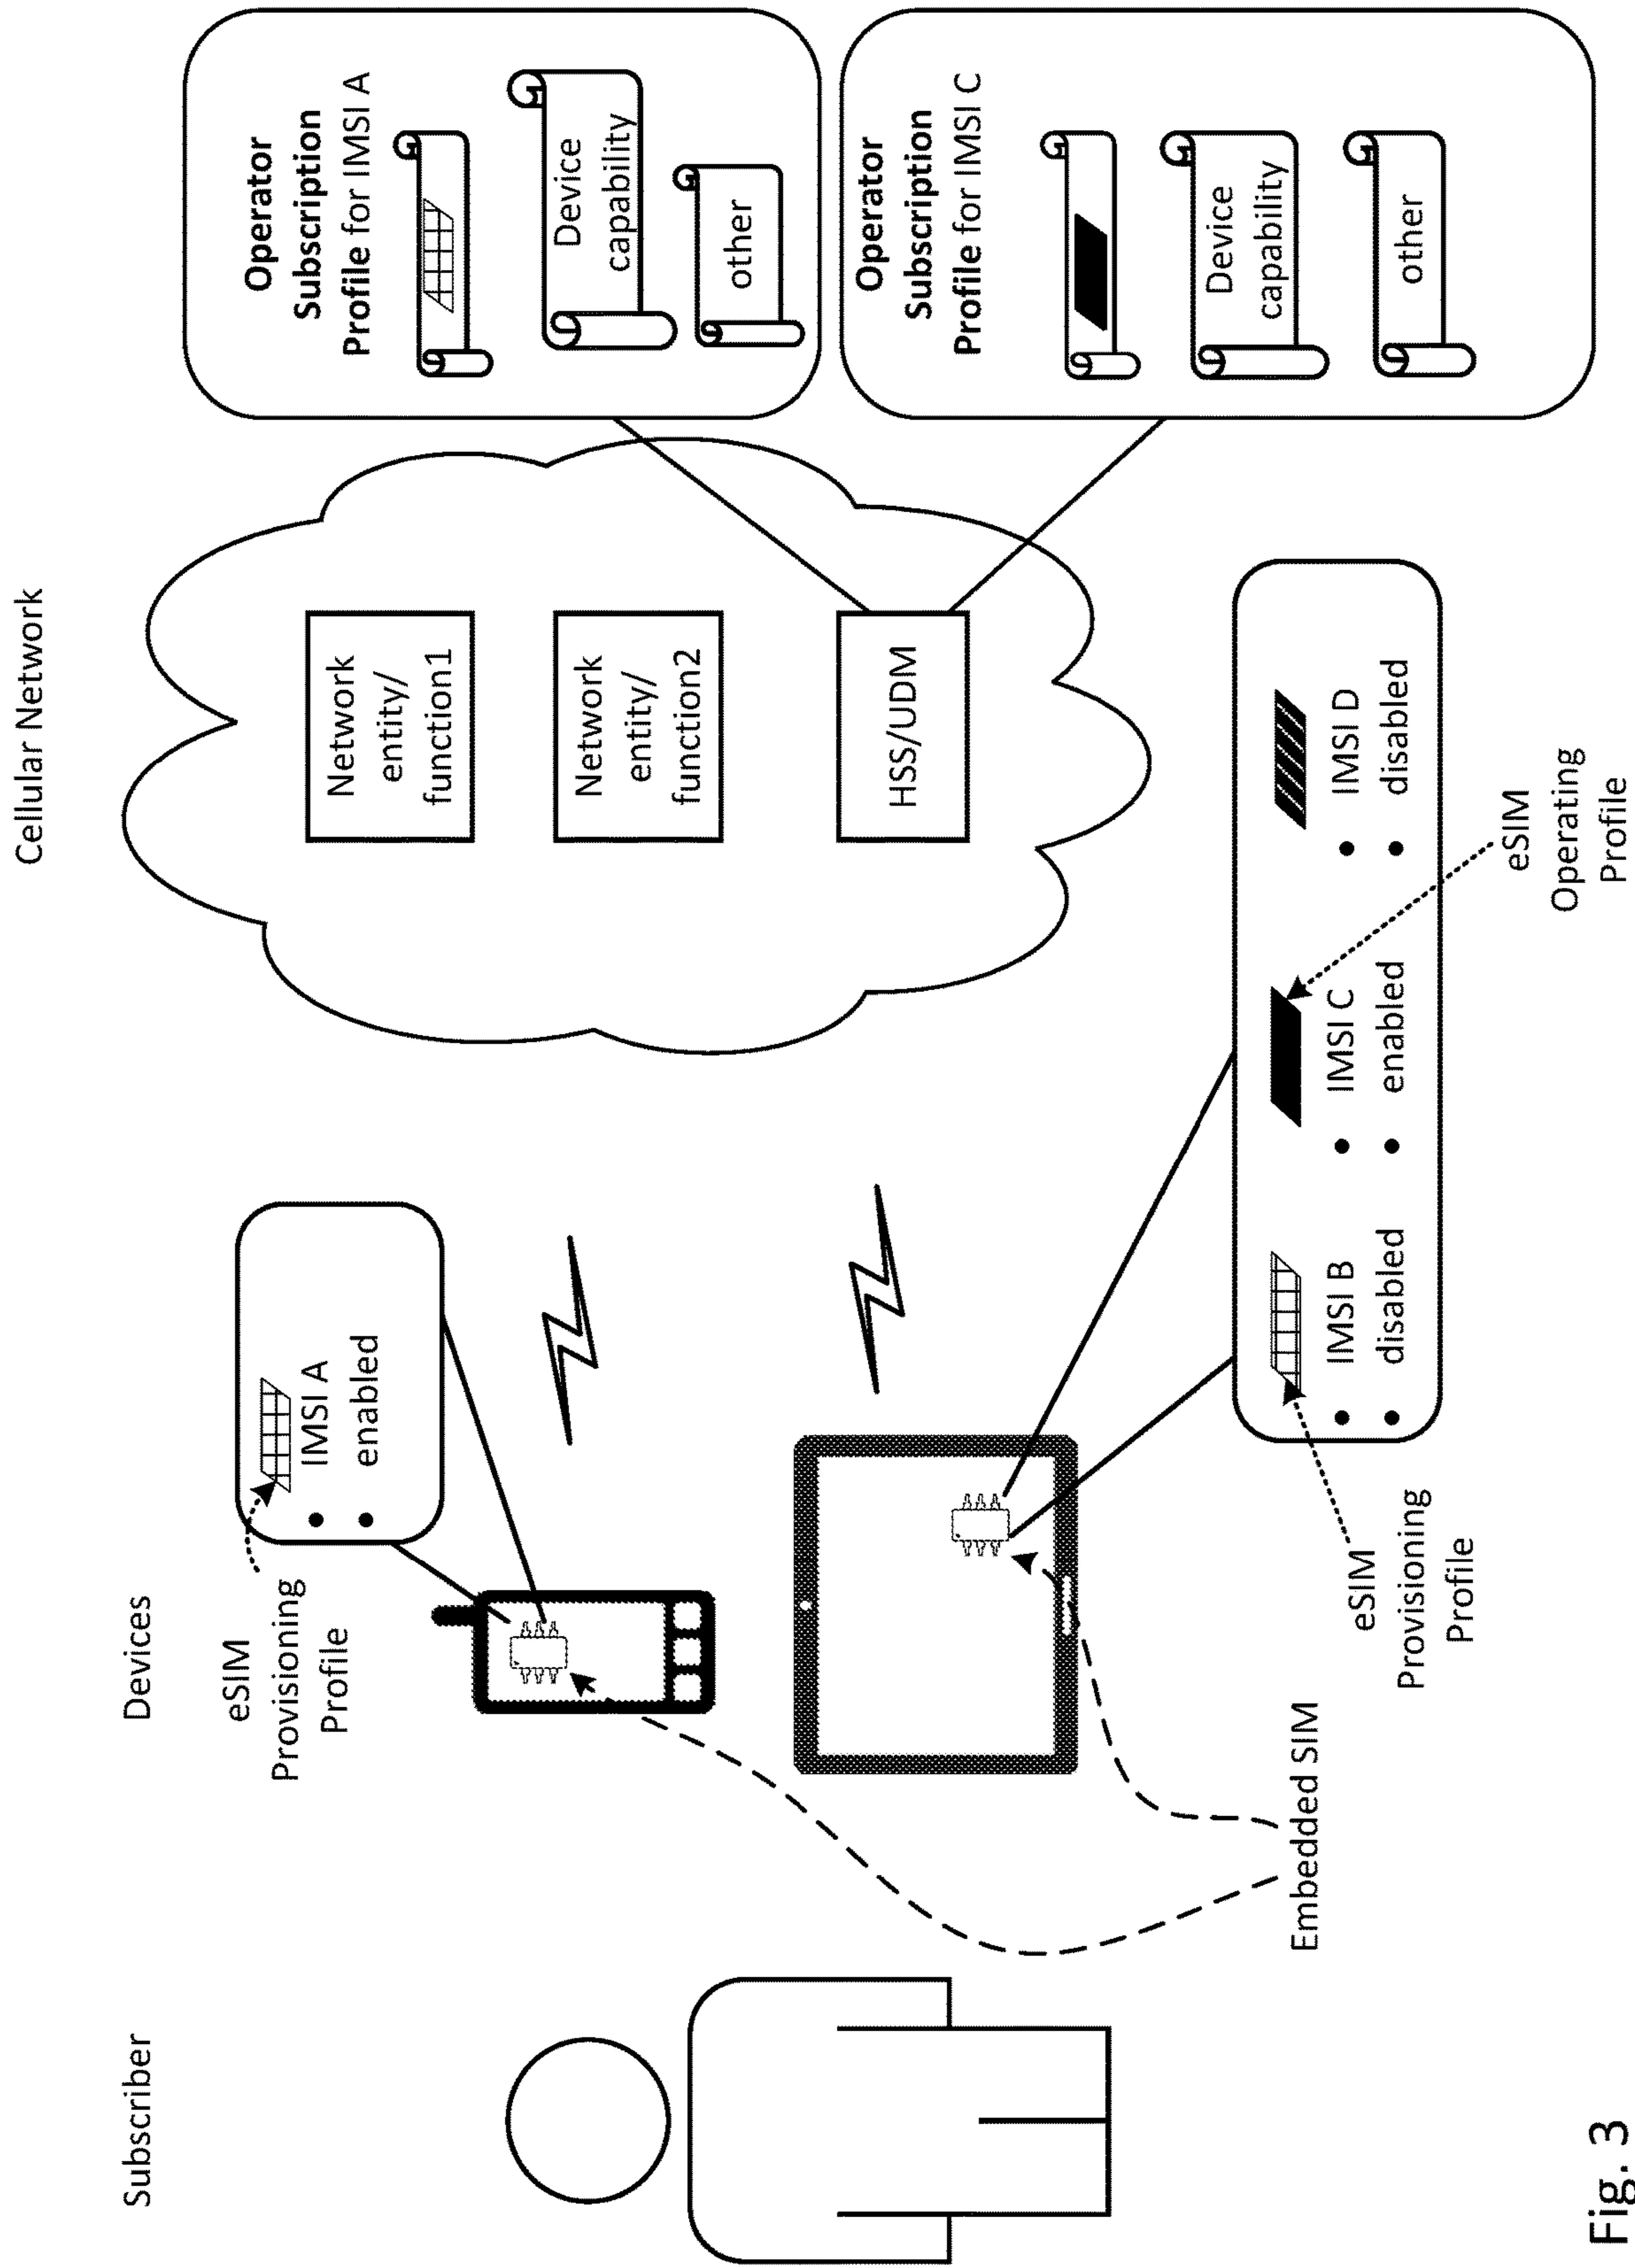 Subscriber
Devices
Cellular Network
eSIM
Provisioning
Profile
IMSI A
enabled
Network
entity/
function1
Network
entity/
function2
HSS/UDM
Operator
Subscription
Profile for IMSI A
Device
capability
other
Operator
Subscription
Profile for IMSI C
Device
capability
other
Embedded SIM
IMSI B
disabled
IMSI C
enabled
IMSI D
disabled
eSIM
Provisioning
Profile
eSIM
Operating
Profile
Fig. 3